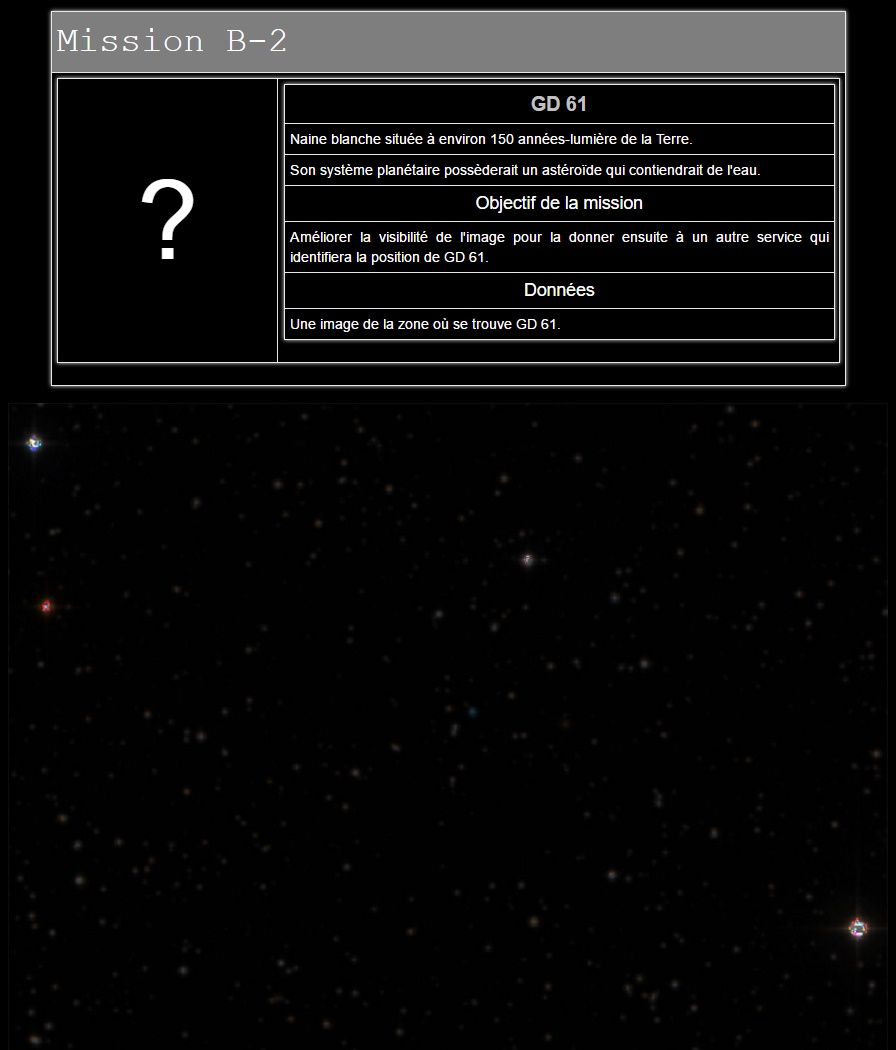 Mission B-2
?
GD 61
Naine blanche située à environ 150 années-lumière de la Terre.
Son système planétaire possèderait un astéroïde qui contiendrait de l'eau.
Objectif de la mission
Améliorer la visibilité de l'image pour la donner ensuite à un autre service qui
identifiera la position de GD 61.
Données
Une image de la zone où se trouve GD 61.